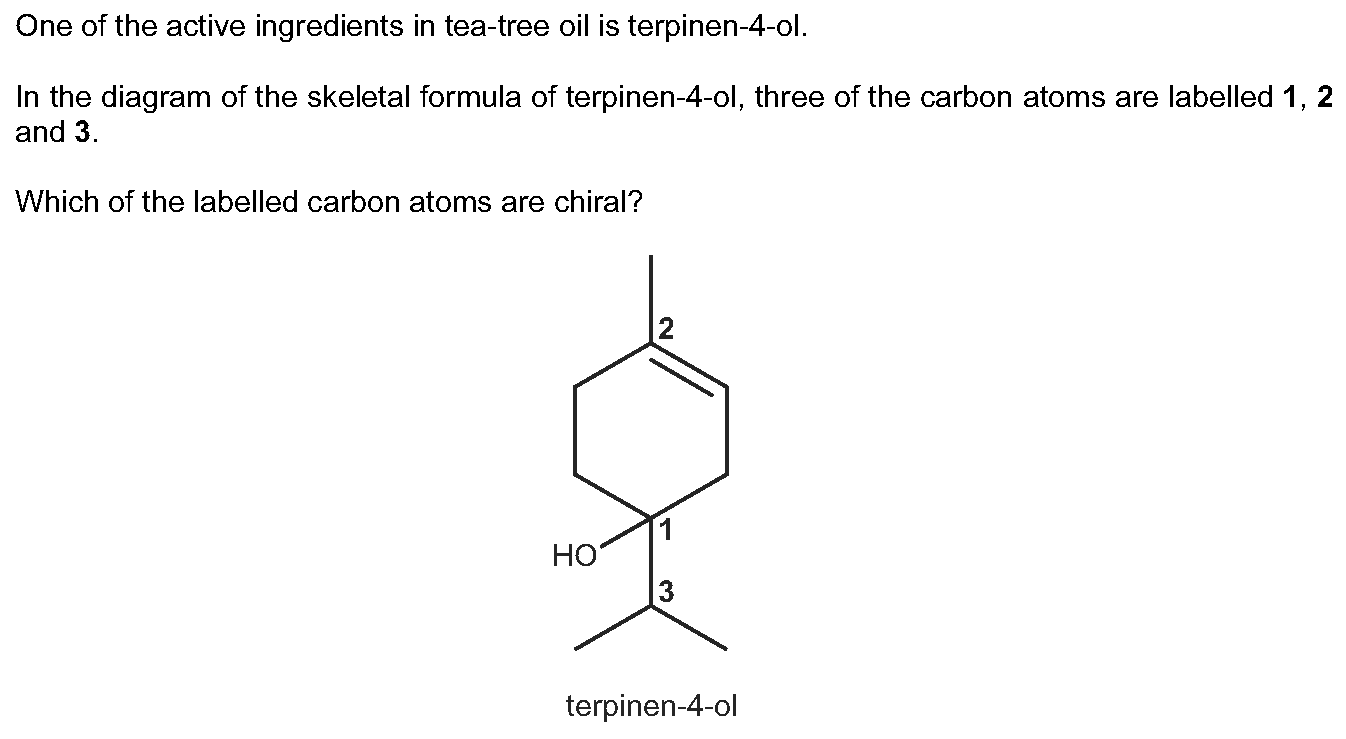 One of the active ingredients in tea-tree oil is terpinen-4-ol.
In the diagram of the skeletal formula of terpinen-4-ol, three of the carbon atoms are labelled 1, 2
and 3.
Which of the labelled carbon atoms are chiral?
2
1
HO
3
terpinen-4-ol